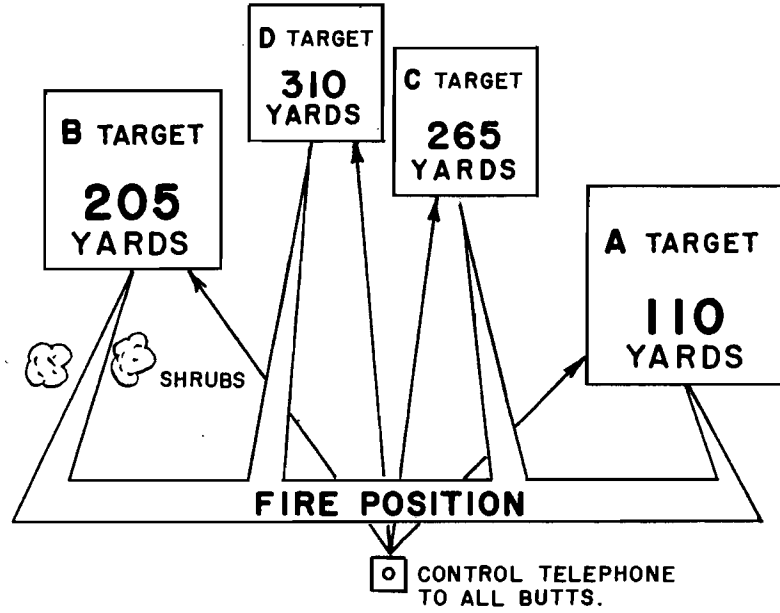 D TARGET
310
YARDS
C TARGET
265
YARDS
B TARGET
205
YARDS
A TARGET
110
YARDS
SHRUBS
FIRE POSITION
CONTROL TELEPHONE
TO ALL BUTTS.